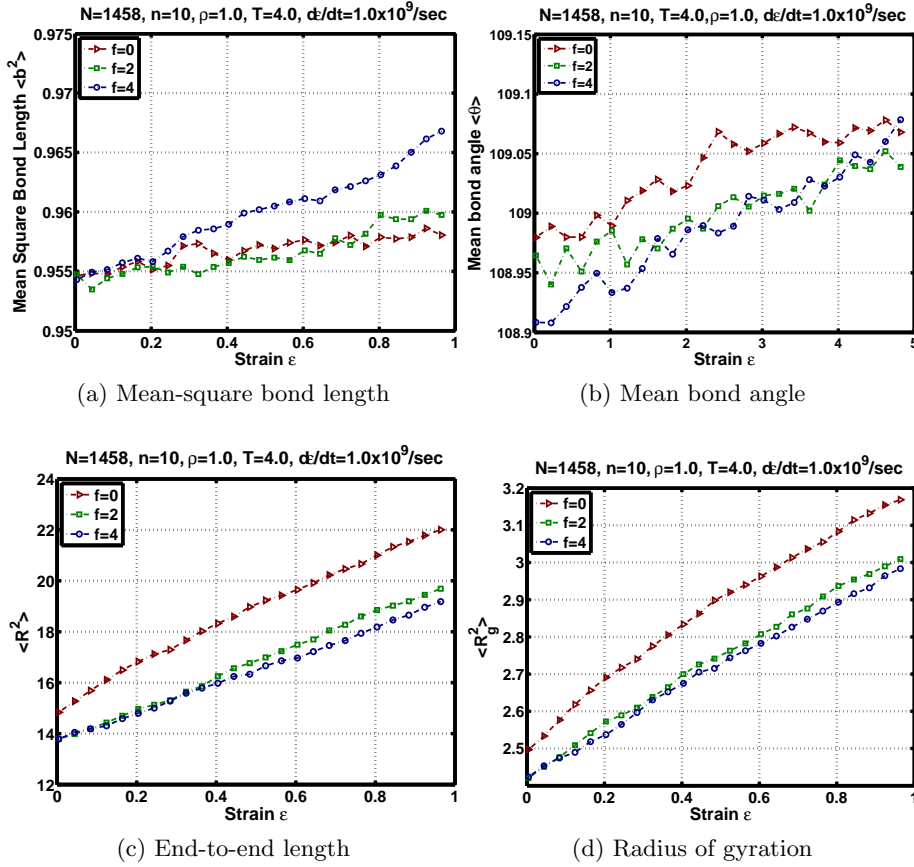 N=1458, n=10, ρ=1.0, T=4.0, dε/dt=1.0x10⁹/sec
Mean Square Bond Length <b²>
0.975
0.97
0.965
0.96
0.955
0.95
f=0
f=2
f=4
0 0.2 0.4 0.6 0.8 1
Strain ε
(a) Mean-square bond length
N=1458, n=10, T=4.0,ρ=1.0, dε/dt=1.0x10⁹/sec
Mean bond angle <θ>
109.15
109.1
109.05
109
108.95
108.9
f=0
f=2
f=4
0 1 2 3 4 5
Strain ε
(b) Mean bond angle
N=1458, n=10, ρ=1.0, T=4.0, dε/dt=1.0x10⁹/sec
<R²>
24
22
20
18
16
14
12
f=0
f=2
f=4
0 0.2 0.4 0.6 0.8 1
Strain ε
(c) End-to-end length
N=1458, n=10, ρ=1.0, T=4.0, dε/dt=1.0x10⁹/sec
<R_g²>
3.2
3.1
3
2.9
2.8
2.7
2.6
2.5
f=0
f=2
f=4
0 0.2 0.4 0.6 0.8 1
Strain ε
(d) Radius of gyration